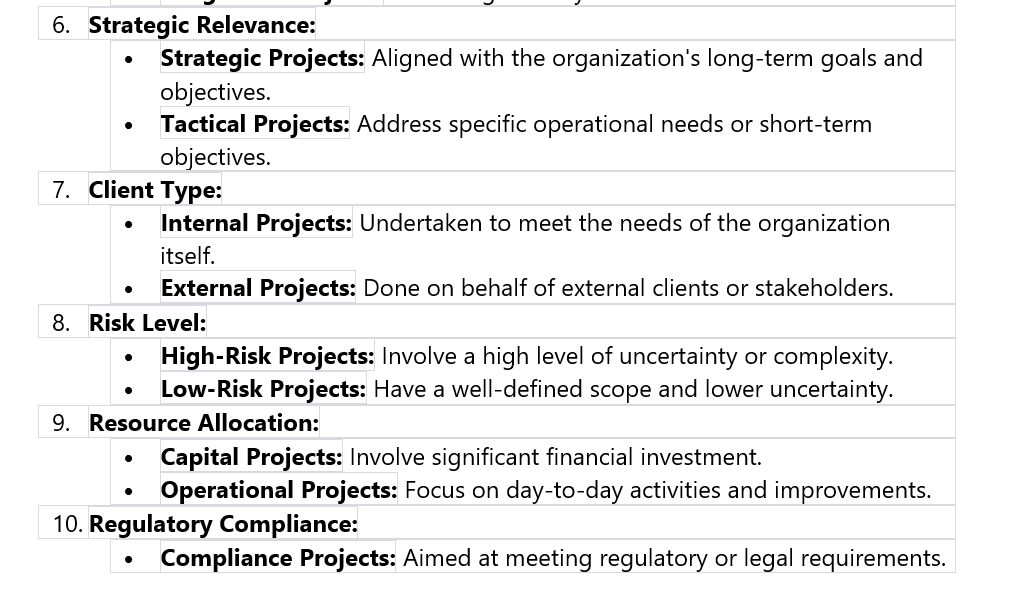 6. Strategic Relevance:
• Strategic Projects: Aligned with the organization's long-term goals and
objectives.
• Tactical Projects: Address specific operational needs or short-term
objectives.
7. Client Type:
• Internal Projects: Undertaken to meet the needs of the organization
itself.
• External Projects: Done on behalf of external clients or stakeholders.
8. Risk Level:
• High-Risk Projects: Involve a high level of uncertainty or complexity.
• Low-Risk Projects: Have a well-defined scope and lower uncertainty.
9. Resource Allocation:
• Capital Projects: Involve significant financial investment.
• Operational Projects: Focus on day-to-day activities and improvements.
10. Regulatory Compliance:
• Compliance Projects: Aimed at meeting regulatory or legal requirements.